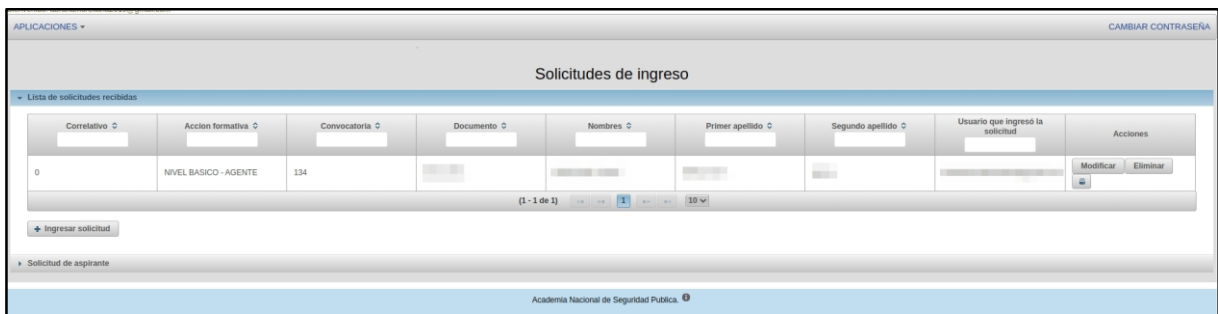 APLICACIONES
CAMBIAR CONTRASEÑA
Solicitudes de ingreso
Lista de solicitudes recibidas
Correlativo Accion formativa Convocatoria Documento Nombres Primer apellido Segundo apellido Usuario que ingresó la solicitud Acciones
0 NIVEL BASICO - AGENTE 134 Modificar Eliminar
(1 - 1 de 1) 1 10
+ Ingresar solicitud
Solicitud de aspirante
Academia Nacional de Seguridad Publica.